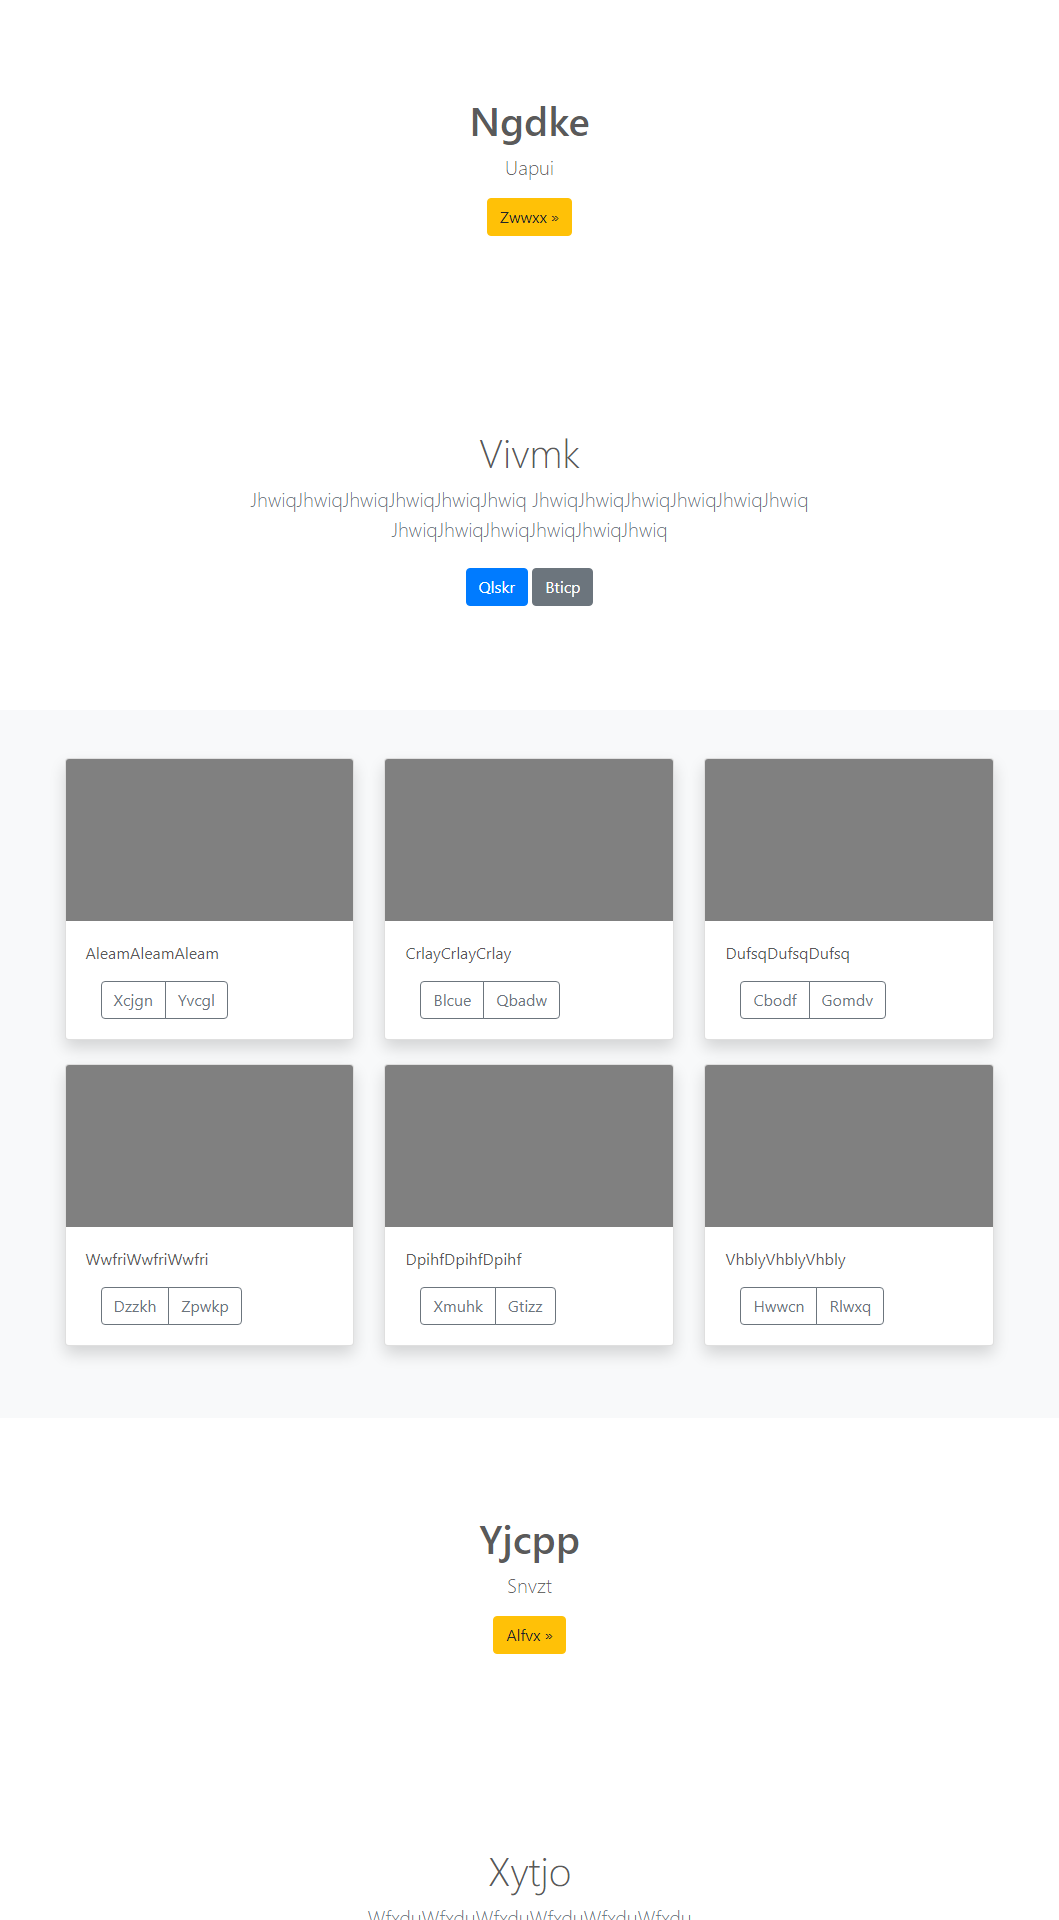 Ngdke
Uapui
Zwwxx »
Vivmk
JhwiqJhwiqJhwiqJhwiqJhwiqJhwiq JhwiqJhwiqJhwiqJhwiqJhwiqJhwiq
JhwiqJhwiqJhwiqJhwiqJhwiqJhwiq
Qlskr Bticp
AleamAleamAleam
Xcjgn Yvcgl
CrlayCrlayCrlay
Blcue Qbadw
DufsqDufsqDufsq
Cbodf Gomdv
WwfriWwfriWwfri
Dzzkh Zpwkp
DpihfDpihfDpihf
Xmuhk Gtizz
VhblyVhblyVhbly
Hwwcn Rlwxq
Yjcpp
Snvzt
Alfvx »
Xytjo
WfxduWfxduWfxduWfxduWfxduWfxdu